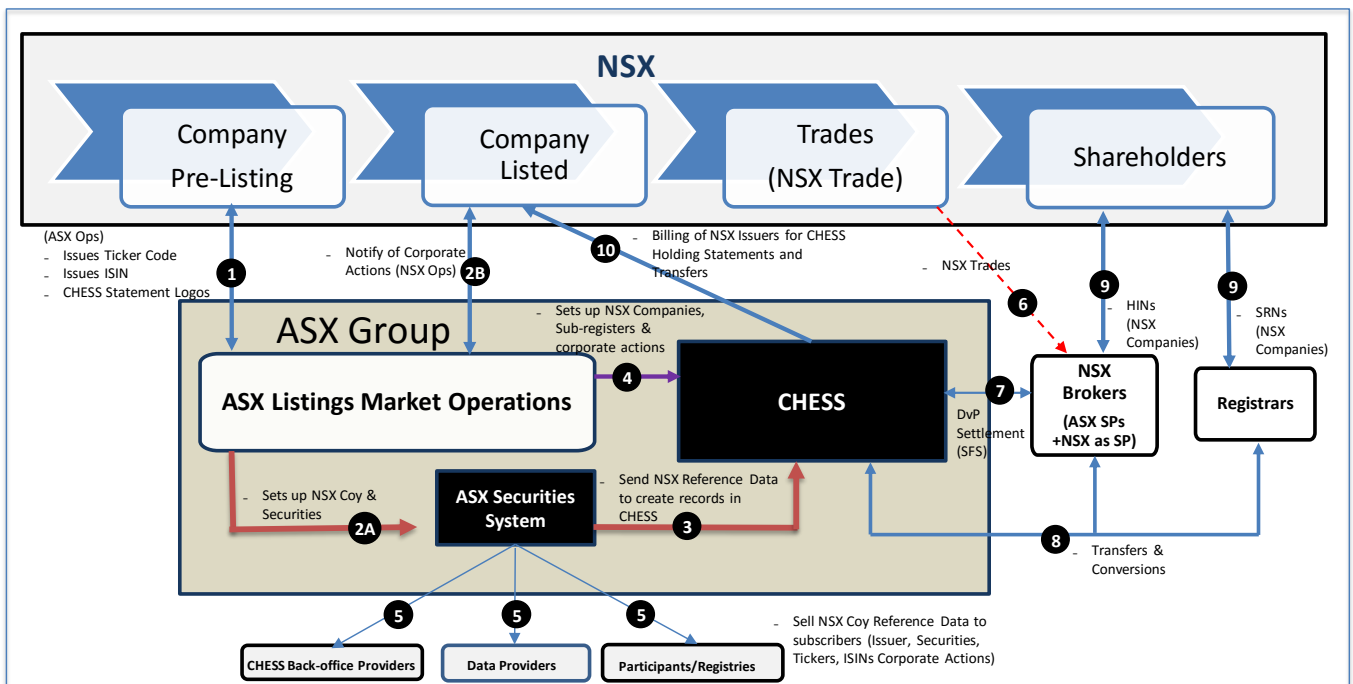 NSX
Company
Pre-Listing
Company
Listed
Trades
(NSX Trade)
Shareholders
(ASX Ops)
- Issues Ticker Code
- Issues ISIN
- CHESS Statement Logos
1
- Notify of Corporate
Actions (NSX Ops)
2B
10
- Billing of NSX Issuers for CHESS
Holding Statements and
Transfers
- NSX Trades
6
9
- HINs
(NSX
Companies)
9
- SRNs
(NSX
Companies)
ASX Group
- Sets up NSX Companies,
Sub-registers &
corporate actions
ASX Listings Market Operations
4
CHESS
7
DvP
Settlement
(SFS)
NSX
Brokers
(ASX SPs
+NSX as SP)
Registrars
- Sets up NSX Coy &
Securities
2A
ASX Securities
System
- Send NSX Reference Data
to create records in
CHESS
3
8
- Transfers &
Conversions
5
5
5
- Sell NSX Coy Reference Data to
subscribers (Issuer, Securities,
Tickers, ISINs Corporate Actions)
CHESS Back-office Providers
Data Providers
Participants/Registries